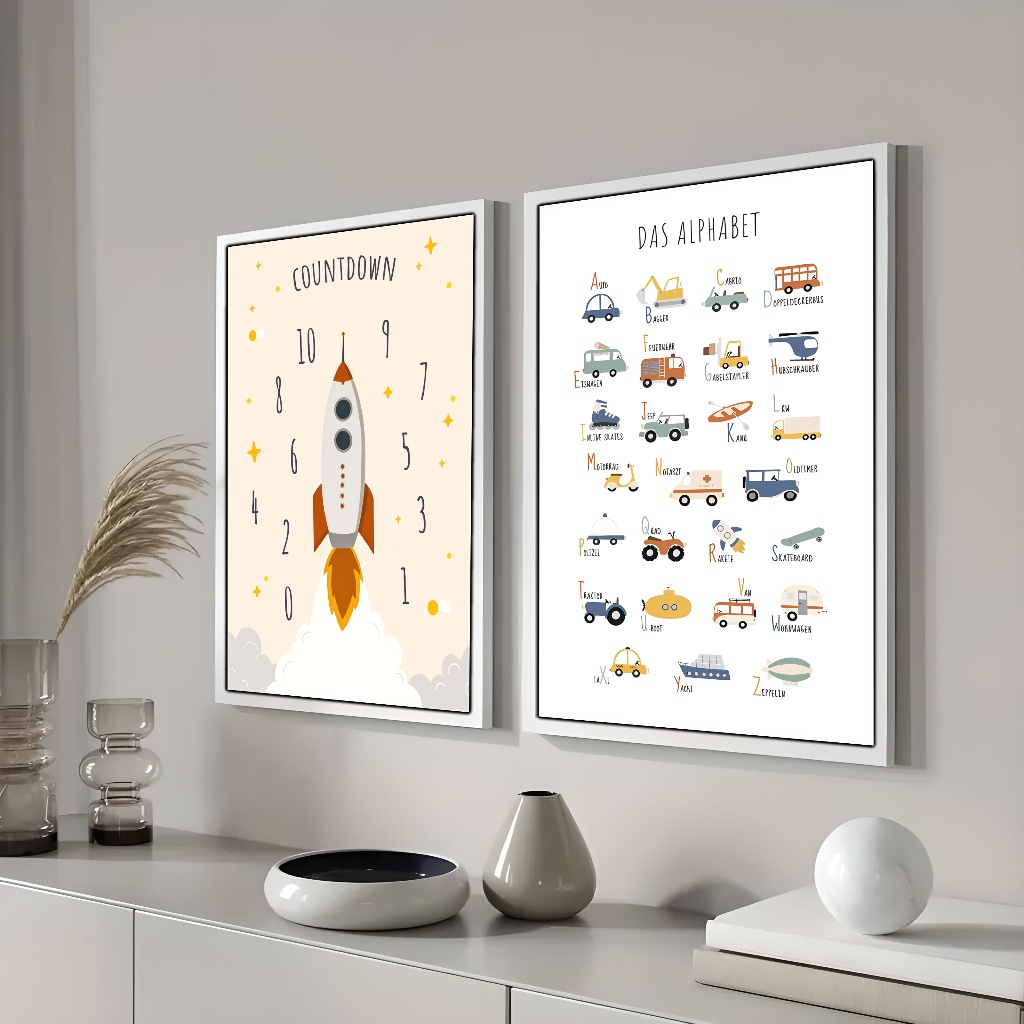 COUNTDOWN
10 9
8 7
6 5
4 3
2 1
0
DAS ALPHABET
AUTO
BAGGER
CABRIO
DOPPELDECKERBUS
EISWAGEN
FEUERWEHR
GABELSTAPLER
HUBSCHRAUBER
INLINE SKATES
JEEP
KANU
LKW
MOTORRAD
NOTARZT
OLDTIMER
POLIZEI
QUAD
RAKETE
SKATEBOARD
TRAKTOR
U-BOOT
VAN
WOHNWAGEN
TAXI
YACHT
ZEPPELIN